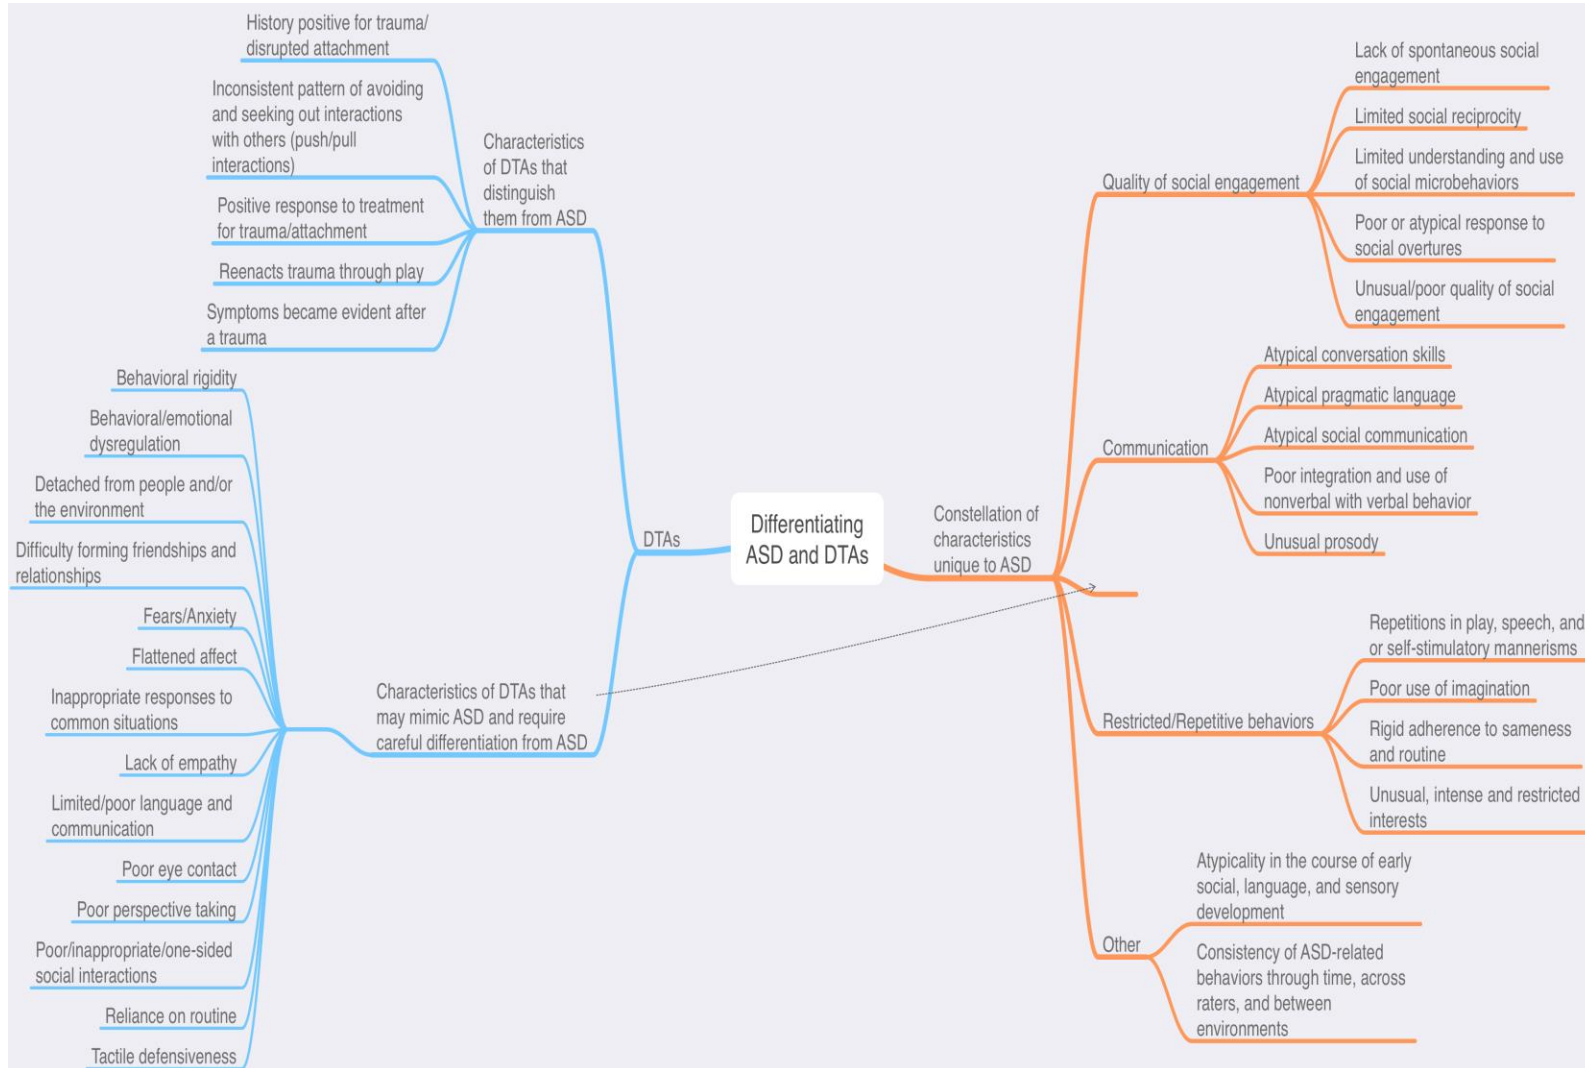 Differentiating
ASD and DTAs
DTAs
Characteristics
of DTAs that
distinguish
them from ASD
History positive for trauma/
disrupted attachment
Inconsistent pattern of avoiding
and seeking out interactions
with others (push/pull
interactions)
Positive response to treatment
for trauma/attachment
Reenacts trauma through play
Symptoms became evident after
a trauma
Characteristics of DTAs that
may mimic ASD and require
careful differentiation from ASD
Behavioral rigidity
Behavioral/emotional
dysregulation
Detached from people and/or
the environment
Difficulty forming friendships and
relationships
Fears/Anxiety
Flattened affect
Inappropriate responses to
common situations
Lack of empathy
Limited/poor language and
communication
Poor eye contact
Poor perspective taking
Poor/inappropriate/one-sided
social interactions
Reliance on routine
Tactile defensiveness
Constellation of
characteristics
unique to ASD
Quality of social engagement
Lack of spontaneous social
engagement
Limited social reciprocity
Limited understanding and use
of social microbehaviors
Poor or atypical response to
social overtures
Unusual/poor quality of social
engagement
Communication
Atypical conversation skills
Atypical pragmatic language
Atypical social communication
Poor integration and use of
nonverbal with verbal behavior
Unusual prosody
Restricted/Repetitive behaviors
Repetitions in play, speech, and
or self-stimulatory mannerisms
Poor use of imagination
Rigid adherence to sameness
and routine
Unusual, intense and restricted
interests
Other
Atypicality in the course of early
social, language, and sensory
development
Consistency of ASD-related
behaviors through time, across
raters, and between
environments